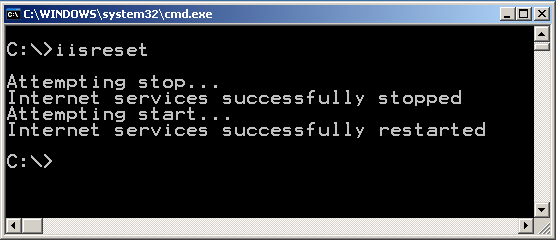 C:\WINDOWS\system32\cmd.exe
C:\>iisreset
Attempting stop...
Internet services successfully stopped
Attempting start...
Internet services successfully restarted
C:\>